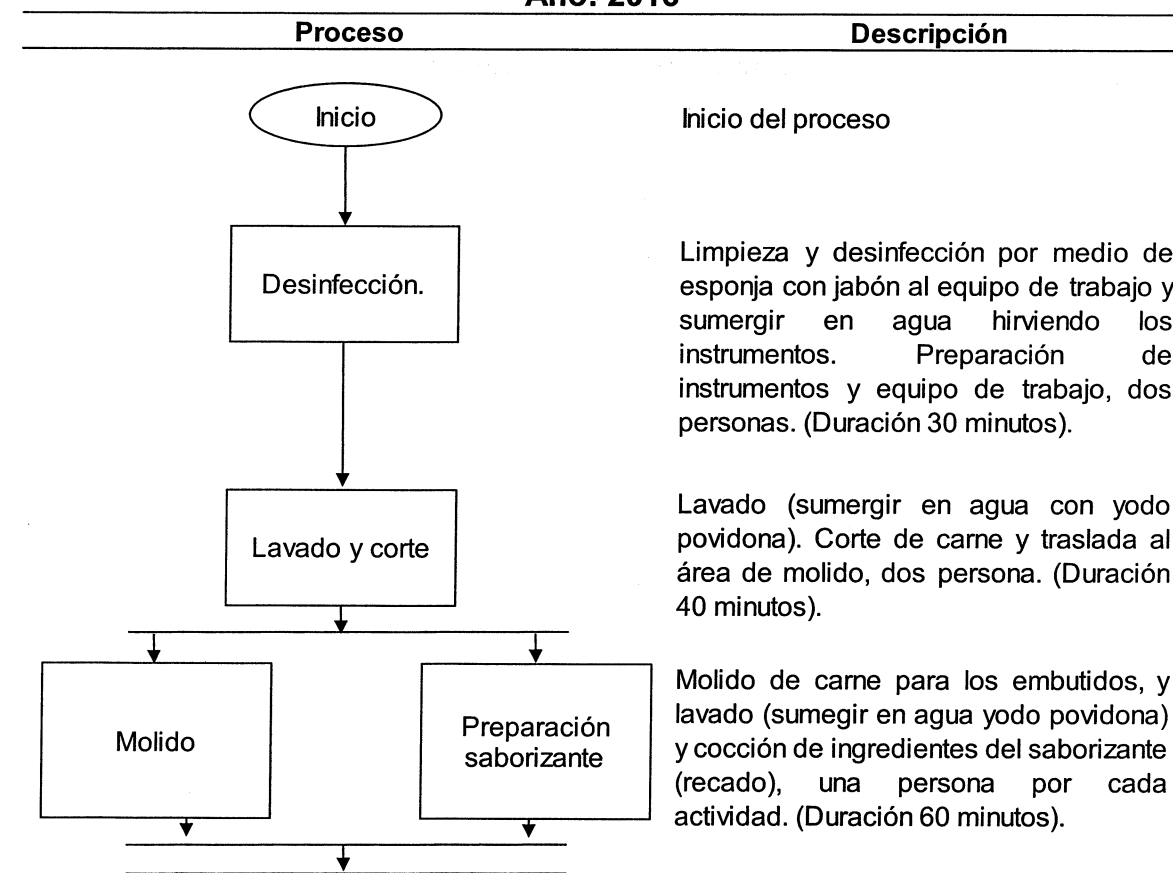 Proceso
Descripción
Inicio
Inicio del proceso
Desinfección.
Limpieza y desinfección por medio de
esponja con jabón al equipo de trabajo y
sumergir en agua hirviendo los
instrumentos. Preparación de
instrumentos y equipo de trabajo, dos
personas. (Duración 30 minutos).
Lavado y corte
Lavado (sumergir en agua con yodo
povidona). Corte de carne y traslada al
área de molido, dos persona. (Duración
40 minutos).
Molido
Preparación
saborizante
Molido de carne para los embutidos, y
lavado (sumegir en agua yodo povidona)
y cocción de ingredientes del saborizante
(recado), una persona por cada
actividad. (Duración 60 minutos).